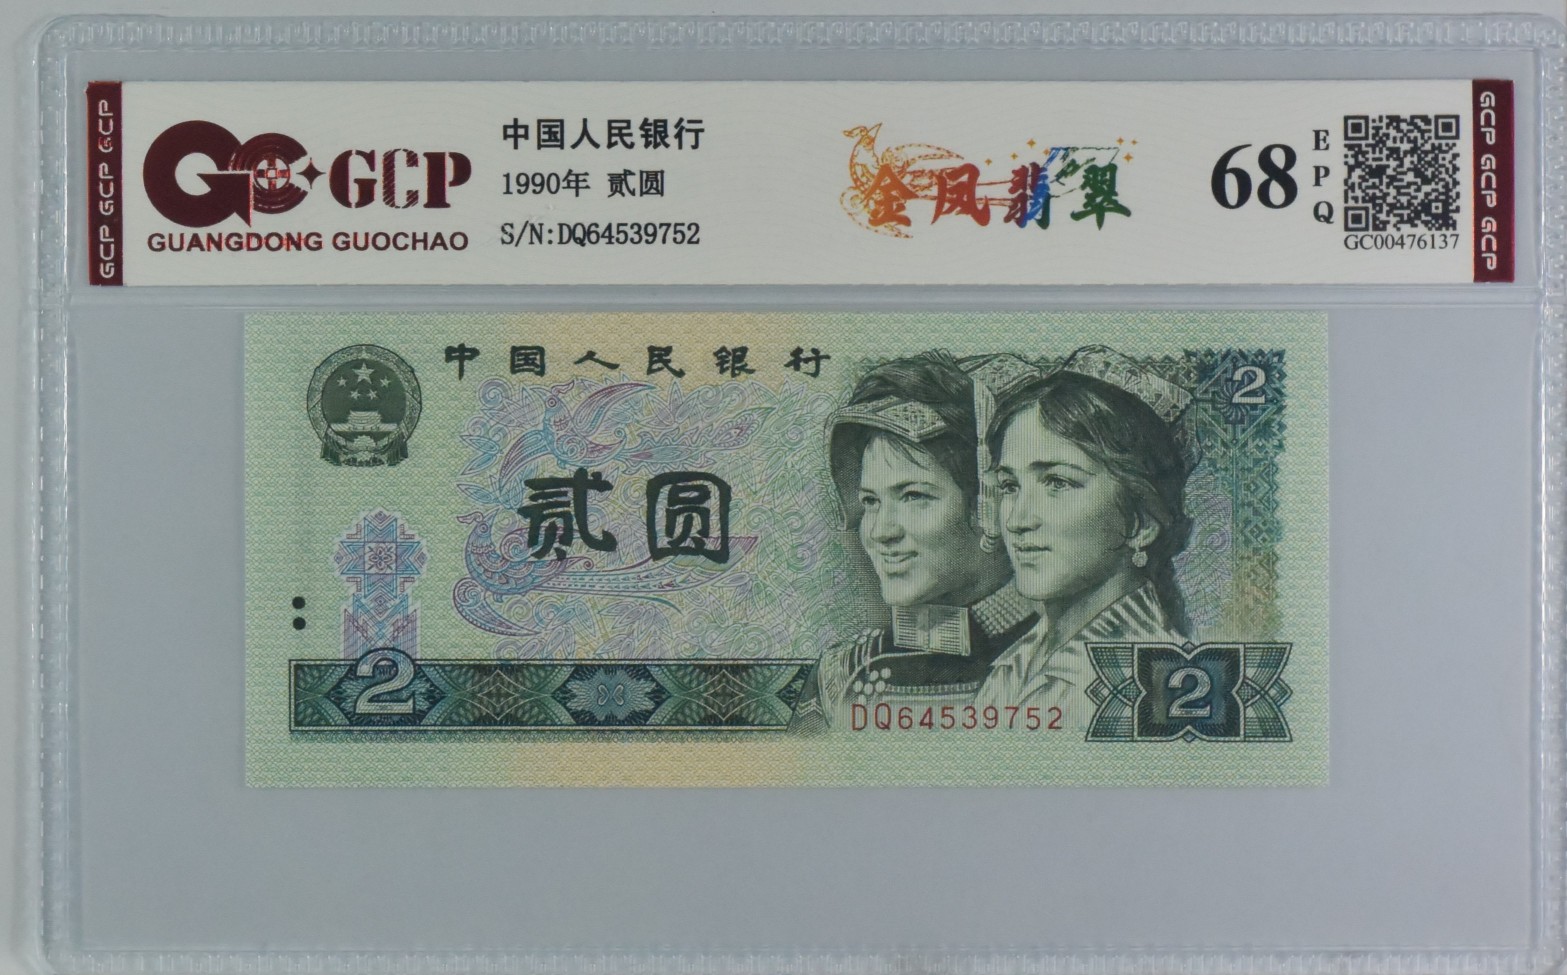 GCP GCP GCP
GCP
GUANGDONG GUOCHAO
中国人民银行
1990年 贰圆
S/N:DQ64539752
金凤翡翠
68
EPQ
GC00476137
GCP GCP GCP
中国人民银行
2
贰圆
2
DQ64539752
2